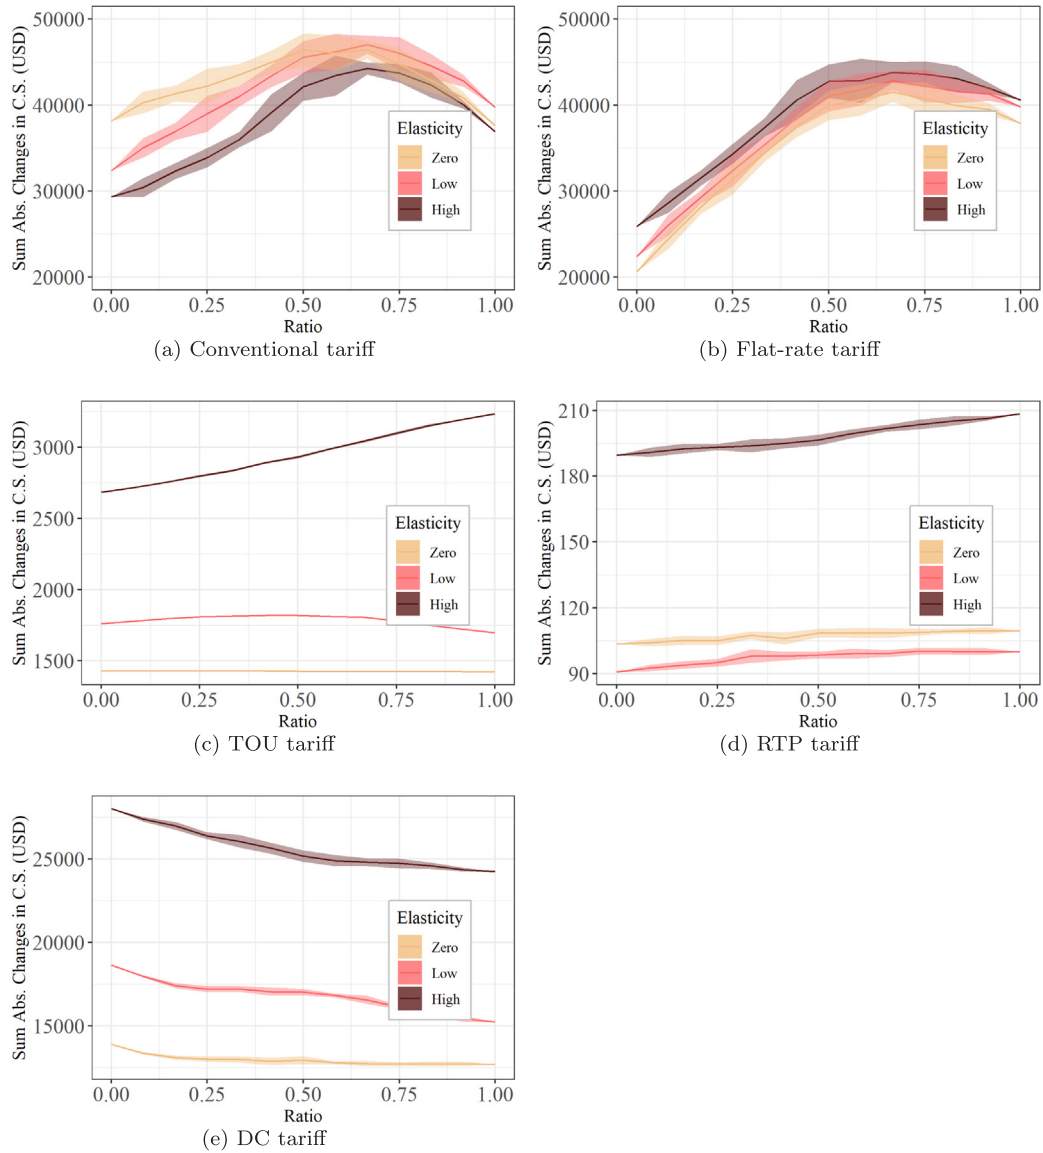 Sum Abs. Changes in C.S. (USD)
50000
40000
30000
20000
Elasticity
Zero
Low
High
0.00 0.25 0.50 0.75 1.00
Ratio
(a) Conventional tariff
Sum Abs. Changes in C.S. (USD)
50000
40000
30000
20000
Elasticity
Zero
Low
High
0.00 0.25 0.50 0.75 1.00
Ratio
(b) Flat-rate tariff
Sum Abs. Changes in C.S. (USD)
3000
2500
2000
1500
Elasticity
Zero
Low
High
0.00 0.25 0.50 0.75 1.00
Ratio
(c) TOU tariff
Sum Abs. Changes in C.S. (USD)
210
180
150
120
90
Elasticity
Zero
Low
High
0.00 0.25 0.50 0.75 1.00
Ratio
(d) RTP tariff
Sum Abs. Changes in C.S. (USD)
25000
20000
15000
Elasticity
Zero
Low
High
0.00 0.25 0.50 0.75 1.00
Ratio
(e) DC tariff